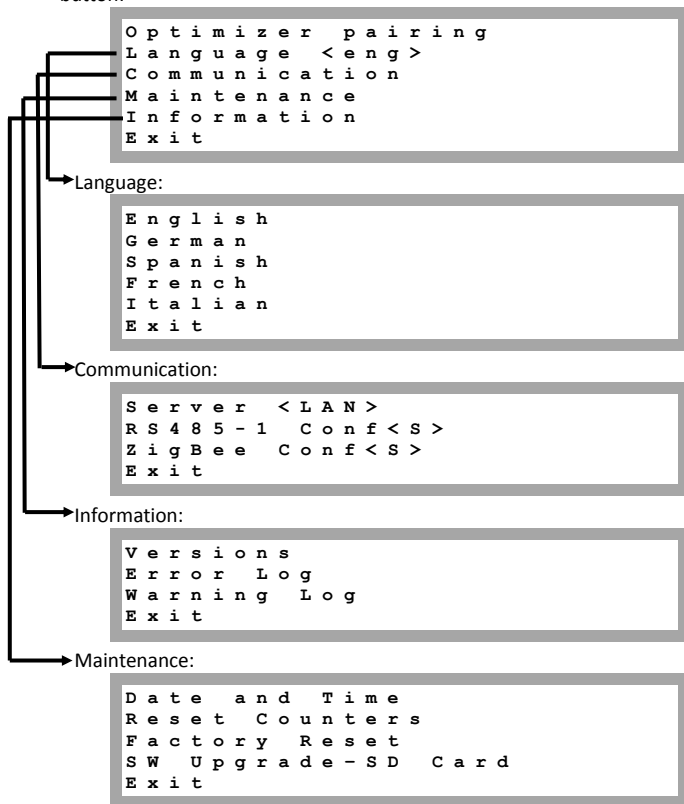 Optimizer pairing
Language <eng>
Communication
Maintenance
Information
Exit
Language:
English
German
Spanish
French
Italian
Exit
Communication:
Server <LAN>
RS485-1 Conf<S>
ZigBee Conf<S>
Exit
Information:
Versions
Error Log
Warning Log
Exit
Maintenance:
Date and Time
Reset Counters
Factory Reset
SW Upgrade-SD Card
Exit